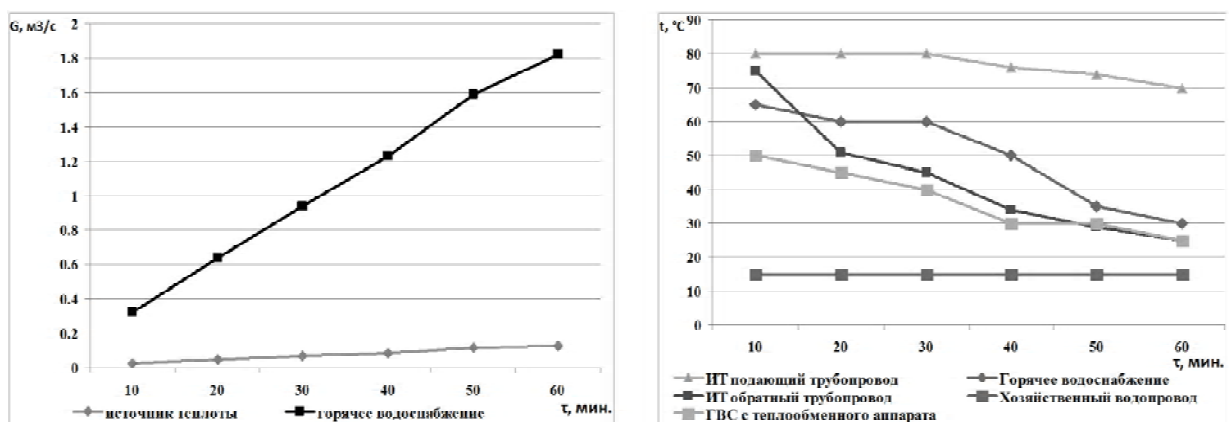 G, м3/с
2
1.8
1.6
1.4
1.2
1
0.8
0.6
0.4
0.2
0
10 20 30 40 50 60
τ, мин.
источник теплоты горячее водоснабжение
t, °C
90
80
70
60
50
40
30
20
10
0
10 20 30 40 50 60
τ, мин.
ИТ подающий трубопровод Горячее водоснабжение
ИТ обратный трубопровод Хозяйственный водопровод
ГВС с теплообменного аппарата